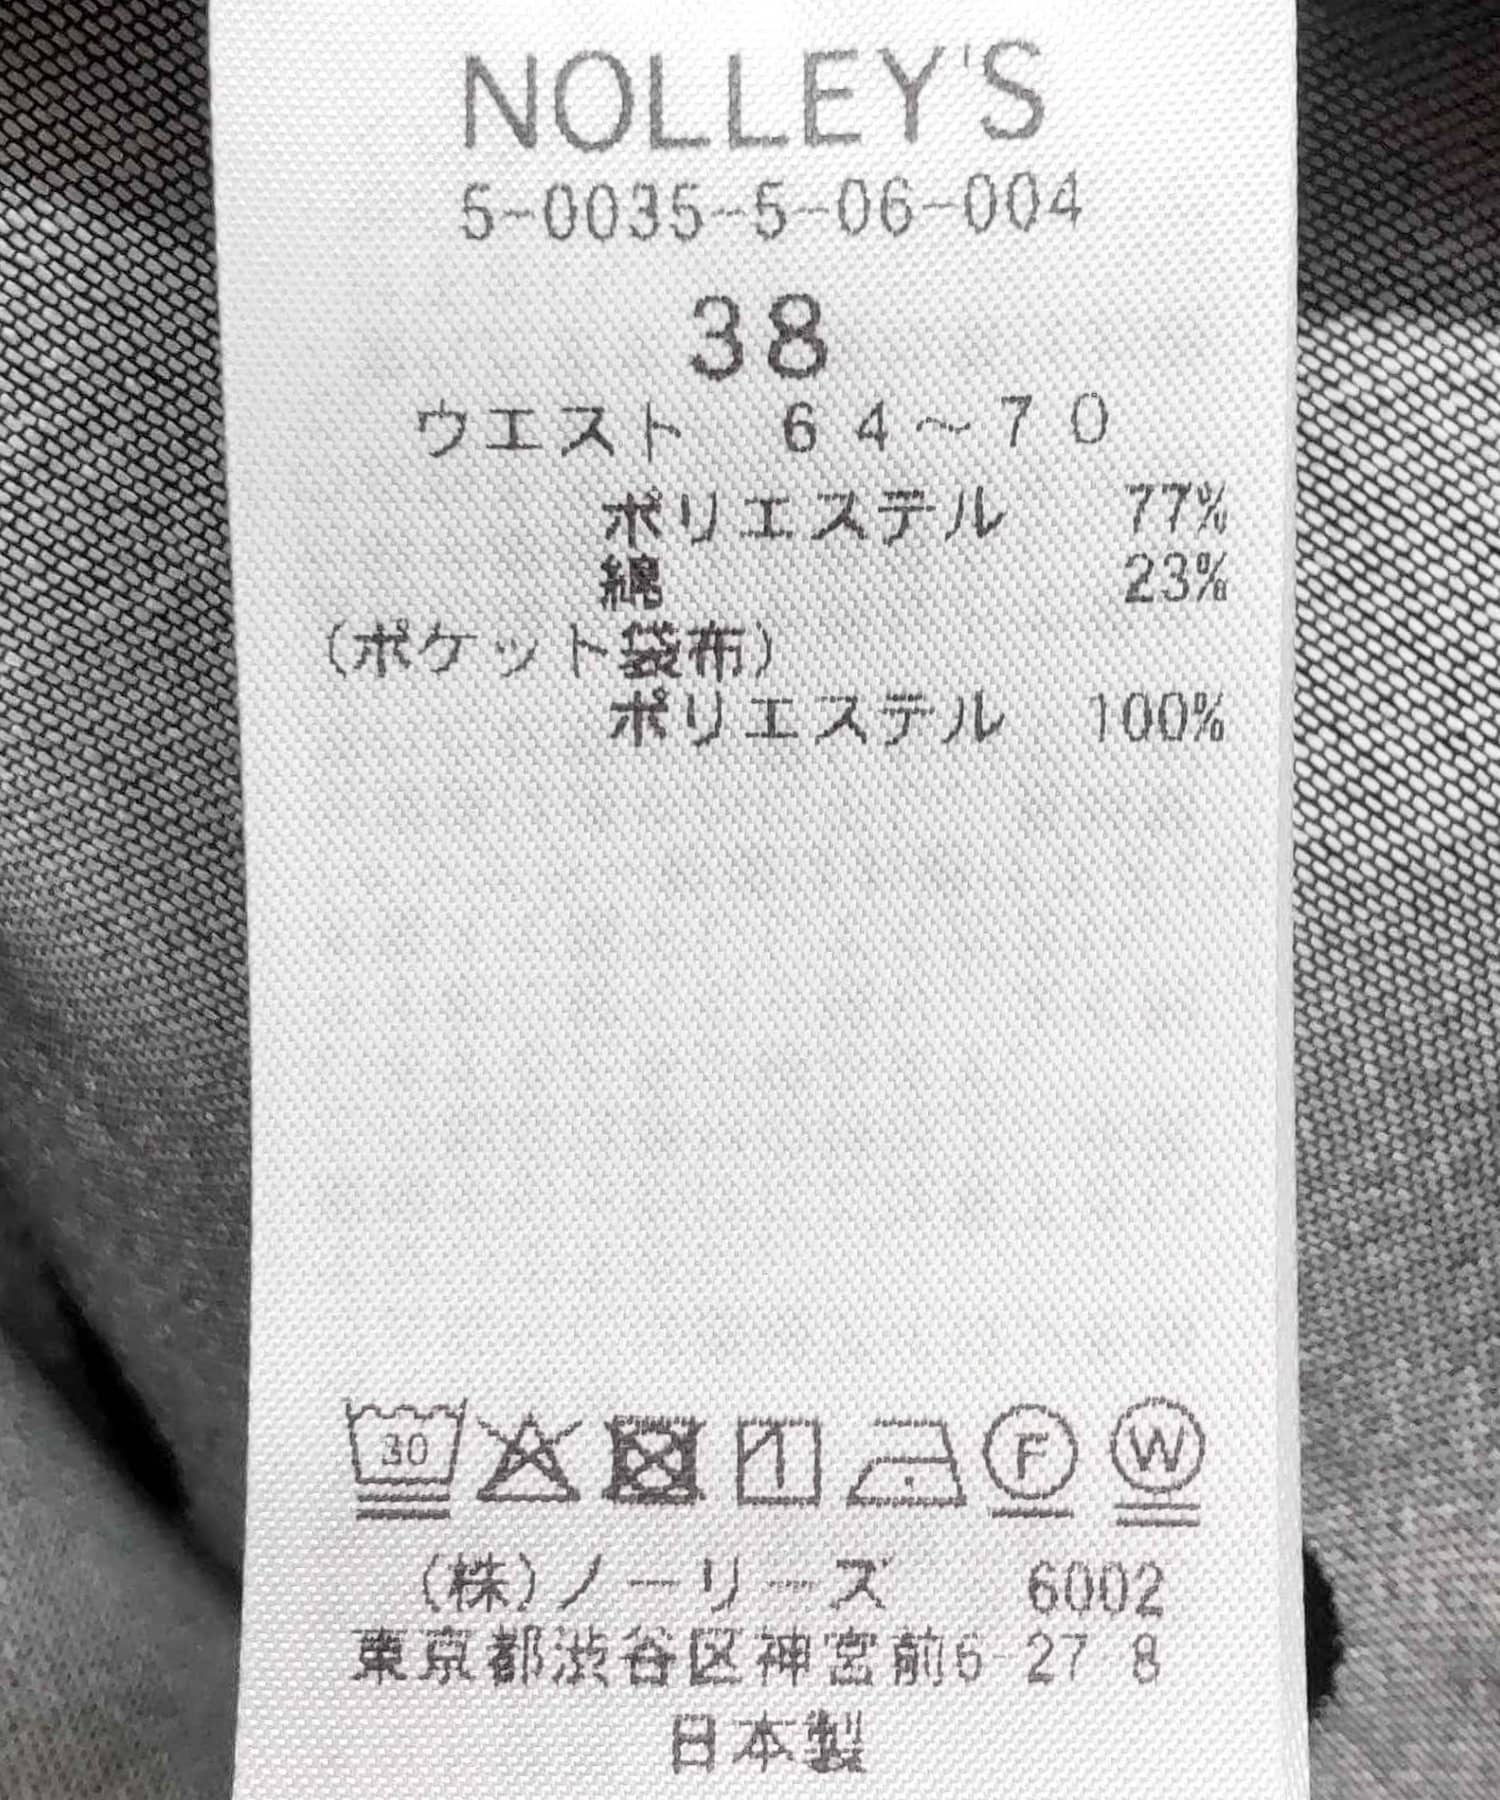 NOLLEY'S
5-0035-5-06-004
38
ウエスト 64～70
ポリエステル 77%
綿 23%
(ポケット袋布)
ポリエステル 100%
30 F W
(株)ノーリーズ 6002
東京都渋谷区神宮前6-27-8
日本製